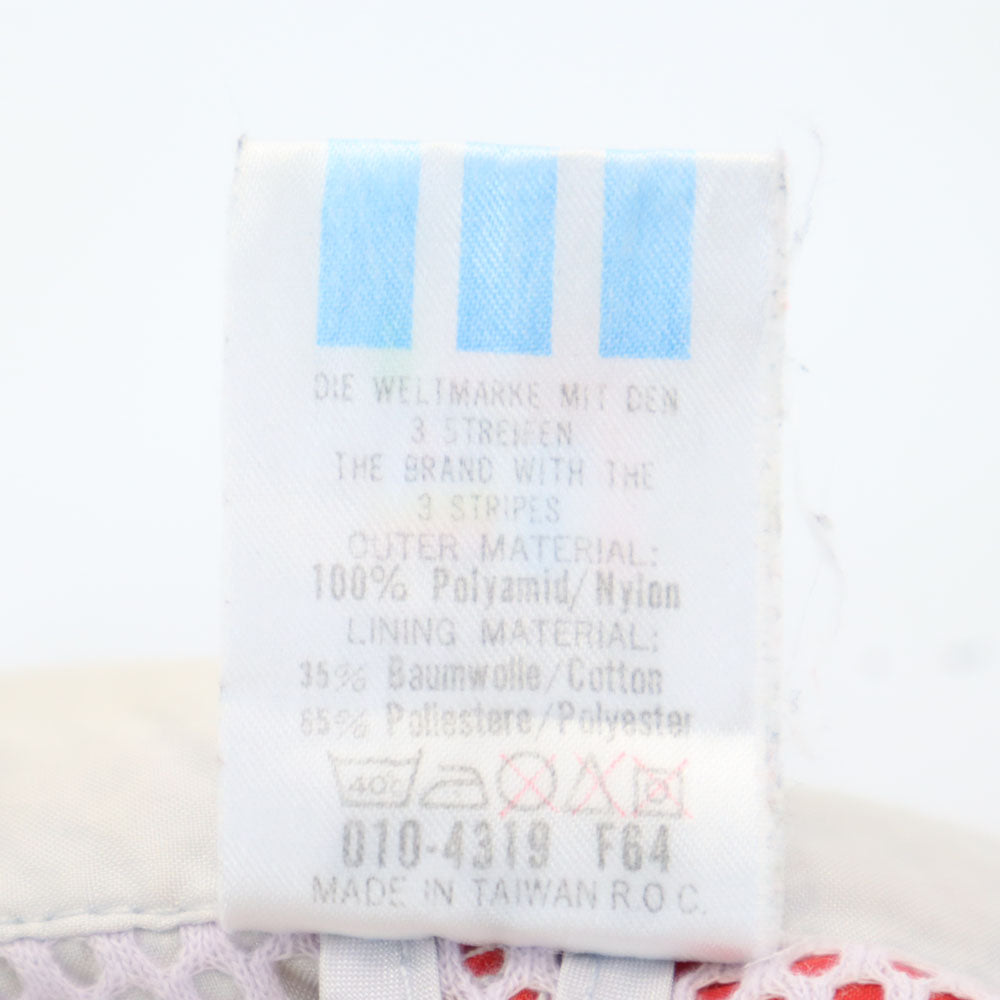 DIE WELTMARKE MIT DEN
3 STREIFEN
THE BRAND WITH THE
3 STRIPES
OUTER MATERIAL:
100% Polyamid/Nylon
LINING MATERIAL:
35% Baumwolle/Cotton
65% Poliestere/Polyester
40C
010-4319 F64
MADE IN TAIWAN R.O.C.